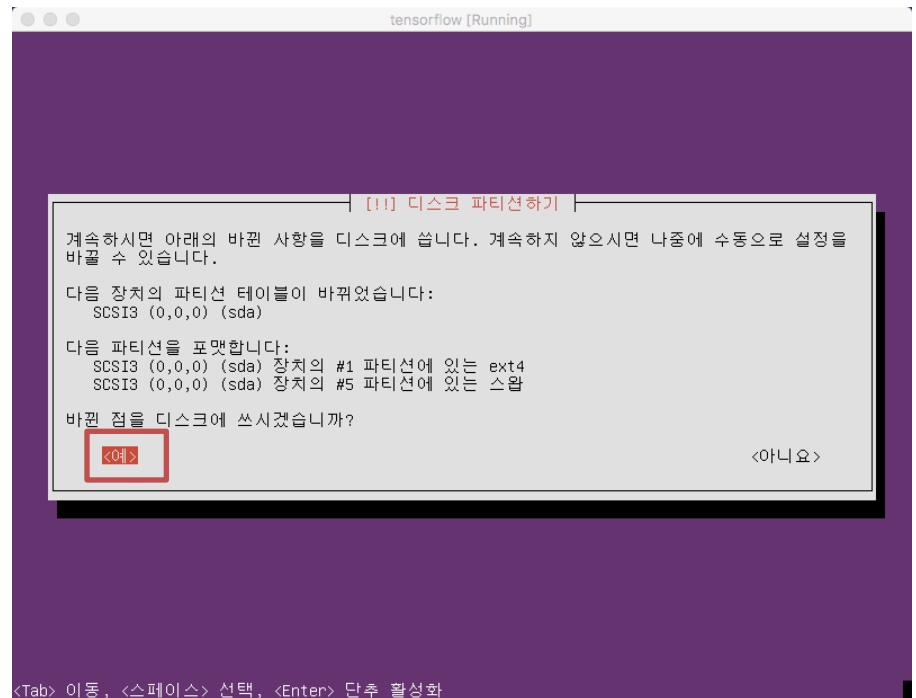 tensorflow [Running]
[!!] 디스크 파티션하기
계속하시면 아래의 바뀐 사항을 디스크에 씁니다. 계속하지 않으시면 나중에 수동으로 설정을
바꿀 수 있습니다.
다음 장치의 파티션 테이블이 바뀌었습니다:
SCSI3 (0,0,0) (sda)
다음 파티션을 포맷합니다:
SCSI3 (0,0,0) (sda) 장치의 #1 파티션에 있는 ext4
SCSI3 (0,0,0) (sda) 장치의 #5 파티션에 있는 스왑
바뀐 점을 디스크에 쓰시겠습니까?
<예> <아니요>
<Tab> 이동, <스페이스> 선택, <Enter> 단추 활성화